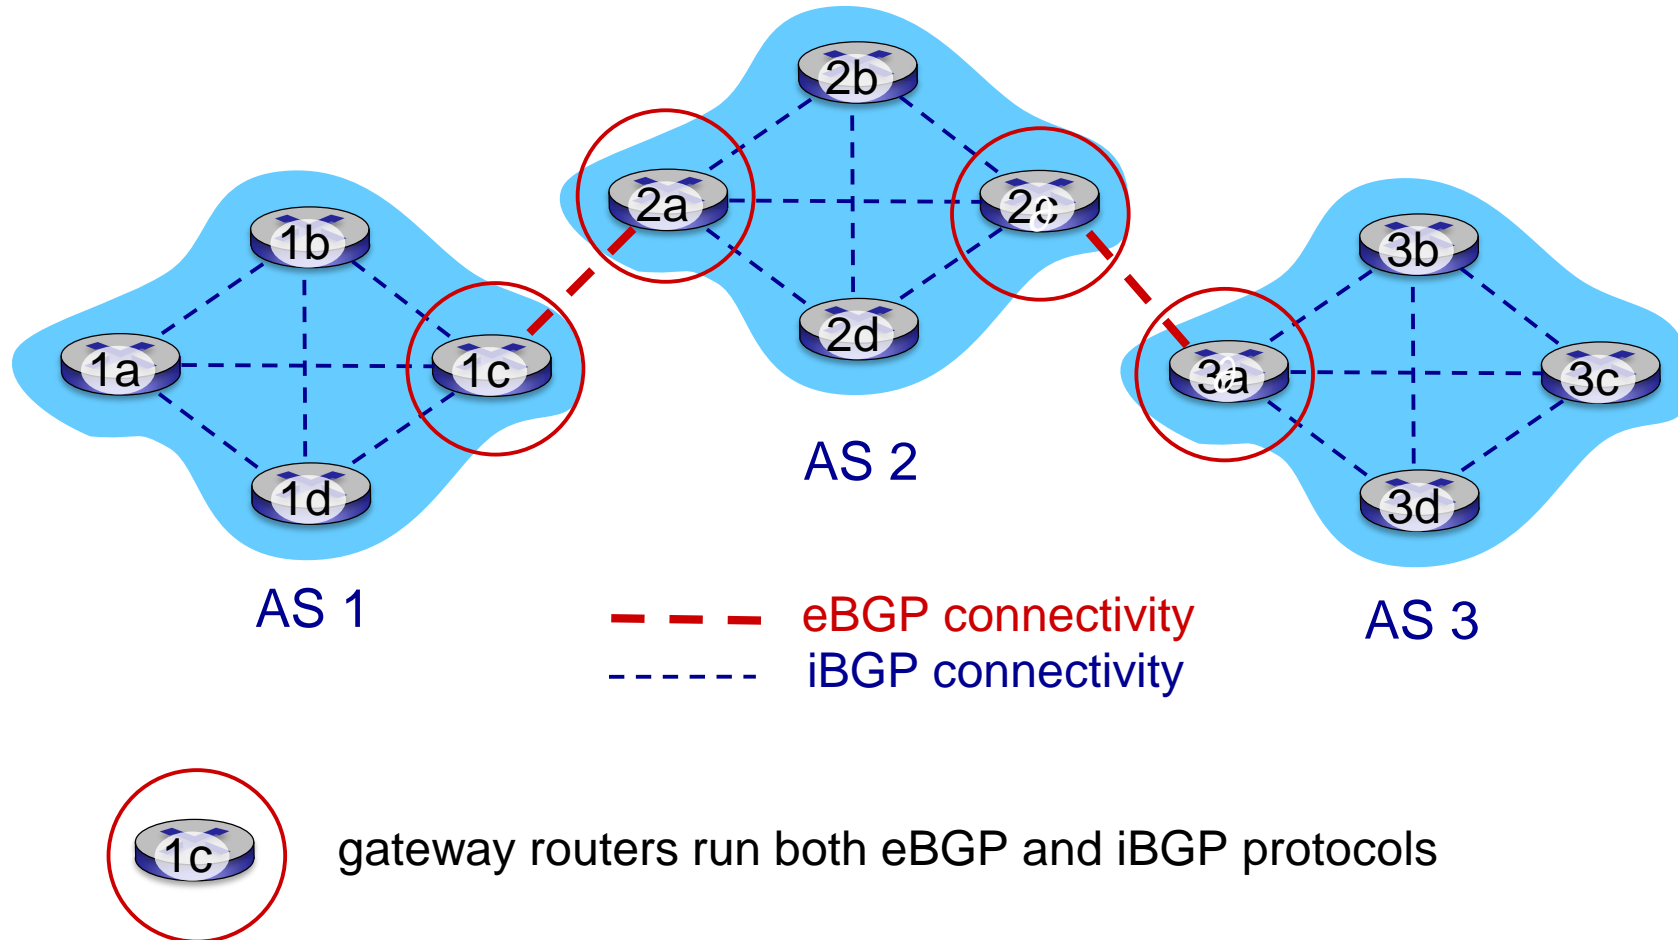 2b
2a
2c
1b
3b
2d
1a
1c
3a
3c
AS 2
1d
3d
AS 1
eBGP connectivity
AS 3
iBGP connectivity
1c
gateway routers run both eBGP and iBGP protocols